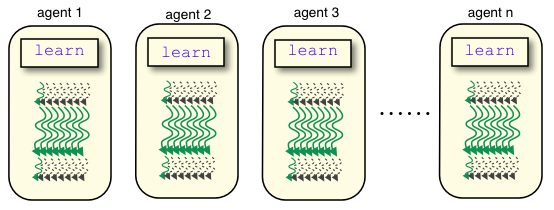 agent 1 agent 2 agent 3 agent n
learn learn learn learn
......